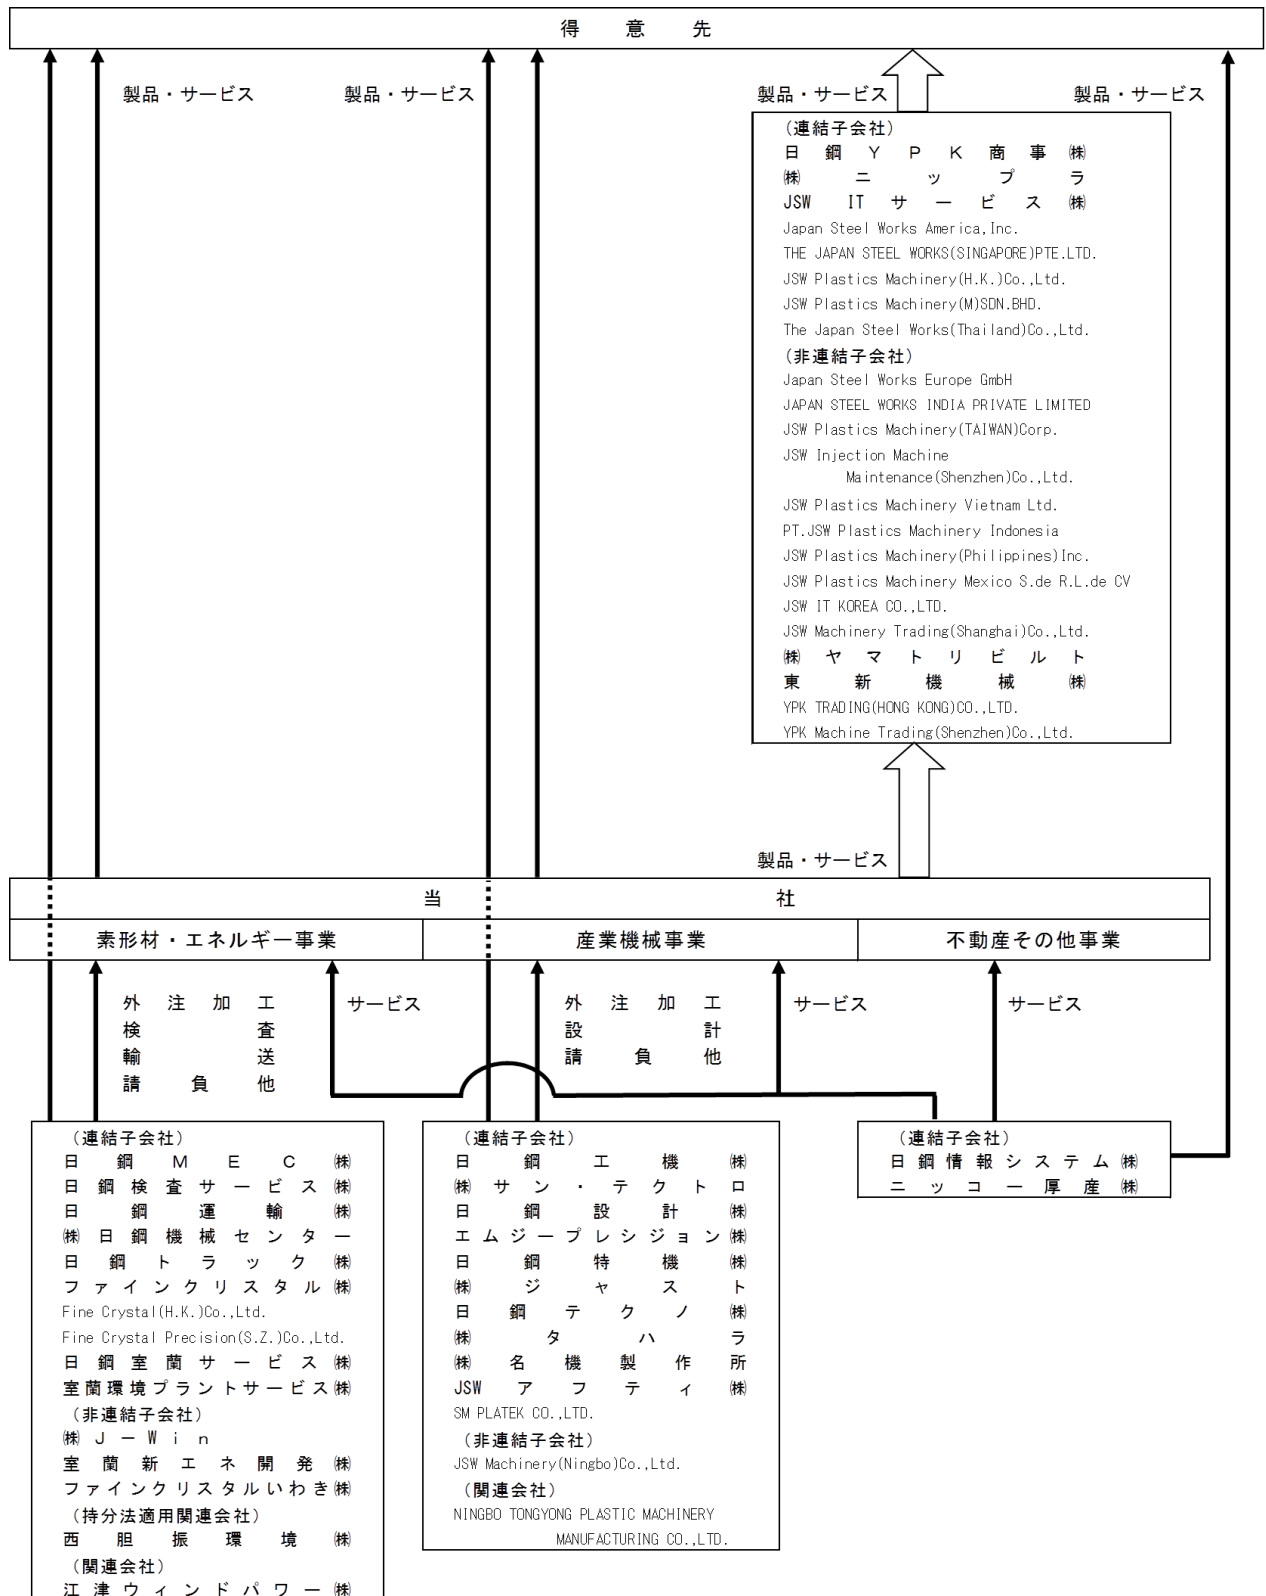 得意先
製品・サービス
製品・サービス
製品・サービス
製品・サービス
（連結子会社）
日鋼YPK商事㈱
㈱ニップラ
JSW ITサービス㈱
Japan Steel Works America,Inc.
THE JAPAN STEEL WORKS(SINGAPORE)PTE.LTD.
JSW Plastics Machinery(H.K.)Co.,Ltd.
JSW Plastics Machinery(M)SDN.BHD.
The Japan Steel Works(Thailand)Co.,Ltd.
（非連結子会社）
Japan Steel Works Europe GmbH
JAPAN STEEL WORKS INDIA PRIVATE LIMITED
JSW Plastics Machinery(TAIWAN)Corp.
JSW Injection Machine
Maintenance(Shenzhen)Co.,Ltd.
JSW Plastics Machinery Vietnam Ltd.
PT.JSW Plastics Machinery Indonesia
JSW Plastics Machinery(Philippines)Inc.
JSW Plastics Machinery Mexico S.de R.L.de CV
JSW IT KOREA CO.,LTD.
JSW Machinery Trading(Shanghai)Co.,Ltd.
㈱ヤマトリビルト
東新機械㈱
YPK TRADING(HONG KONG)CO.,LTD.
YPK Machine Trading(Shenzhen)Co.,Ltd.
製品・サービス
当社
素形材・エネルギー事業
産業機械事業
不動産その他事業
外注加工
検査
輸送
請負他
サービス
外注加工
設計
請負他
サービス
サービス
（連結子会社）
日鋼MEC㈱
日鋼検査サービス㈱
日鋼運輸㈱
㈱日鋼機械センター
日鋼トラック㈱
ファインクリスタル㈱
Fine Crystal(H.K.)Co.,Ltd.
Fine Crystal Precision(S.Z.)Co.,Ltd.
日鋼室蘭サービス㈱
室蘭環境プラントサービス㈱
（非連結子会社）
㈱J－Win
室蘭新エネ開発㈱
ファインクリスタルいわき㈱
（持分法適用関連会社）
西胆振環境㈱
（関連会社）
江津ウィンドパワー㈱
（連結子会社）
日鋼工機㈱
㈱サン・テクトロ
日鋼設計㈱
エムジープレシジョン㈱
日鋼特機㈱
㈱ジャスト
日鋼テクノ㈱
㈱タハラ
㈱名機製作所
JSWアフティ㈱
SM PLATEK CO.,LTD.
（非連結子会社）
JSW Machinery(Ningbo)Co.,Ltd.
（関連会社）
NINGBO TONGYONG PLASTIC MACHINERY
MANUFACTURING CO.,LTD.
（連結子会社）
日鋼情報システム㈱
ニッコー厚産㈱